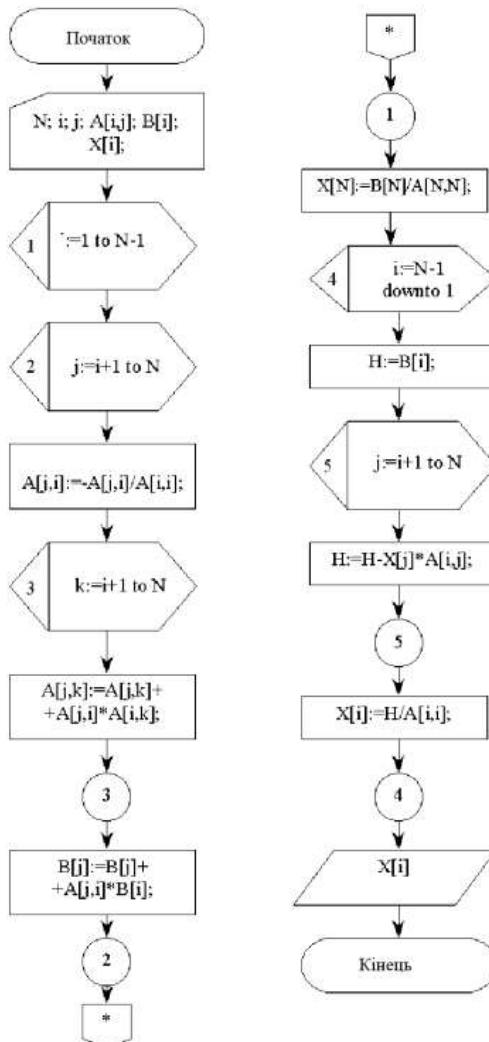 Початок
N; i; j; A[i,j]; B[i];
X[i];
1
:=1 to N-1
2
j:=i+1 to N
A[j,i]:=-A[j,i]/A[i,i];
3
k:=i+1 to N
A[j,k]:=A[j,k]+
+A[j,i]*A[i,k];
3
B[j]:=B[j]+
+A[j,i]*B[i];
2
*
*
1
X[N]:=B[N]/A[N,N];
4
i:=N-1
downto 1
H:=B[i];
5
j:=i+1 to N
H:=H-X[j]*A[i,j];
5
X[i]:=H/A[i,i];
4
X[i]
Кінець